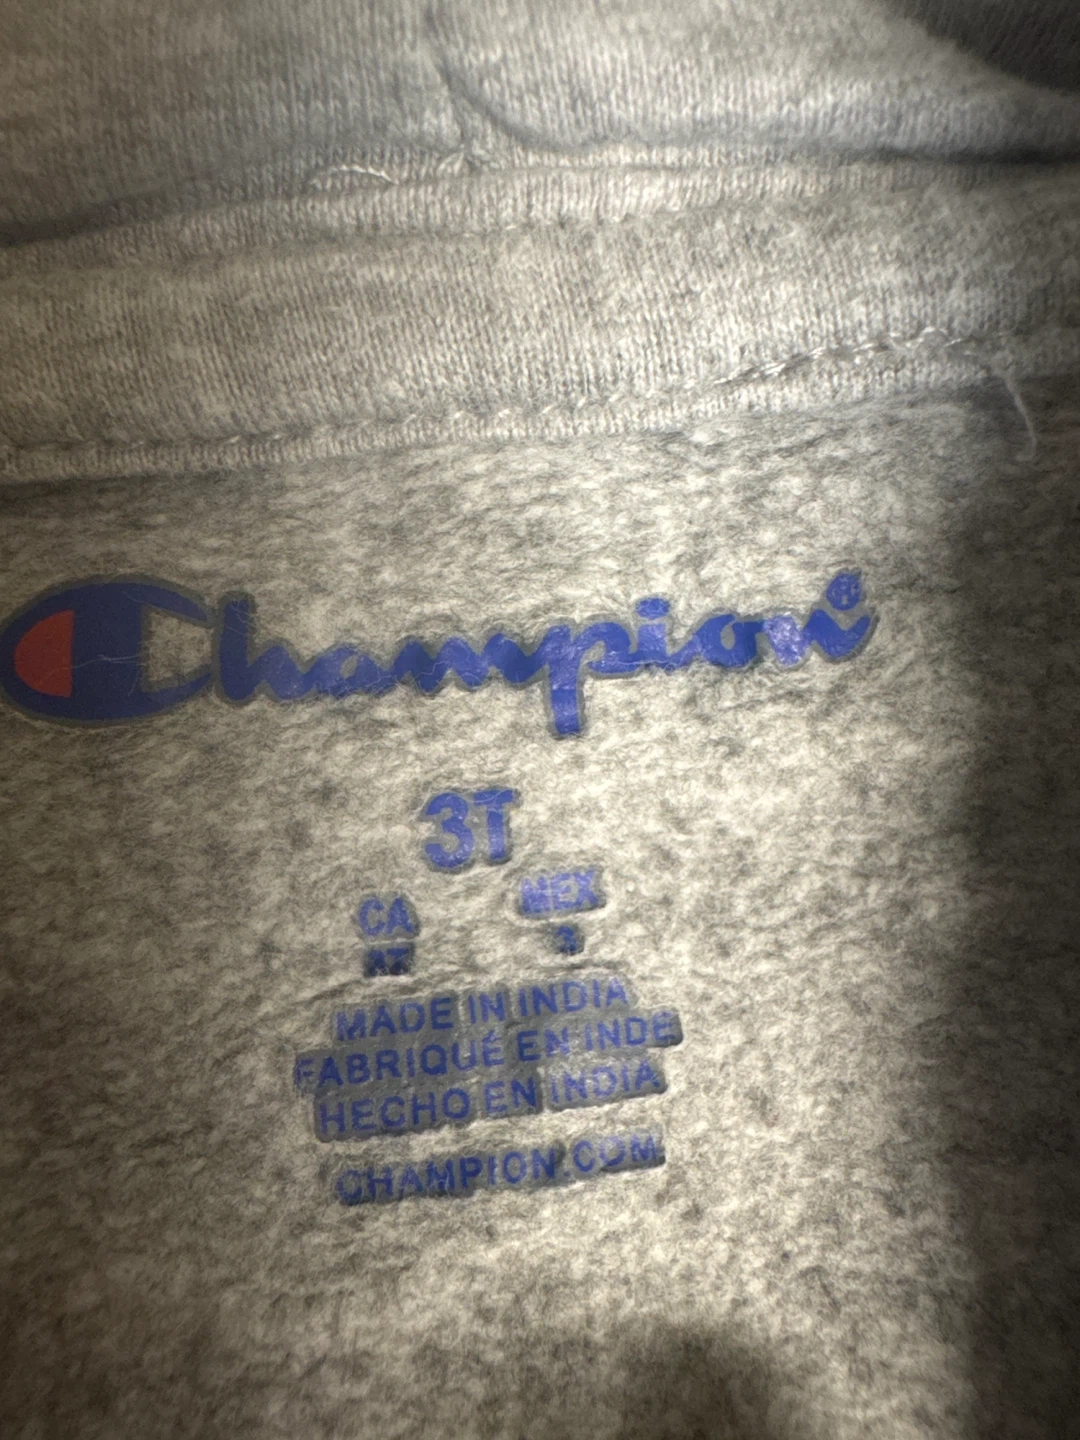 Champion®
3T
CA MEX
3
MADE IN INDIA
FABRIQUÉ EN INDE
HECHO EN INDIA
CHAMPION.COM